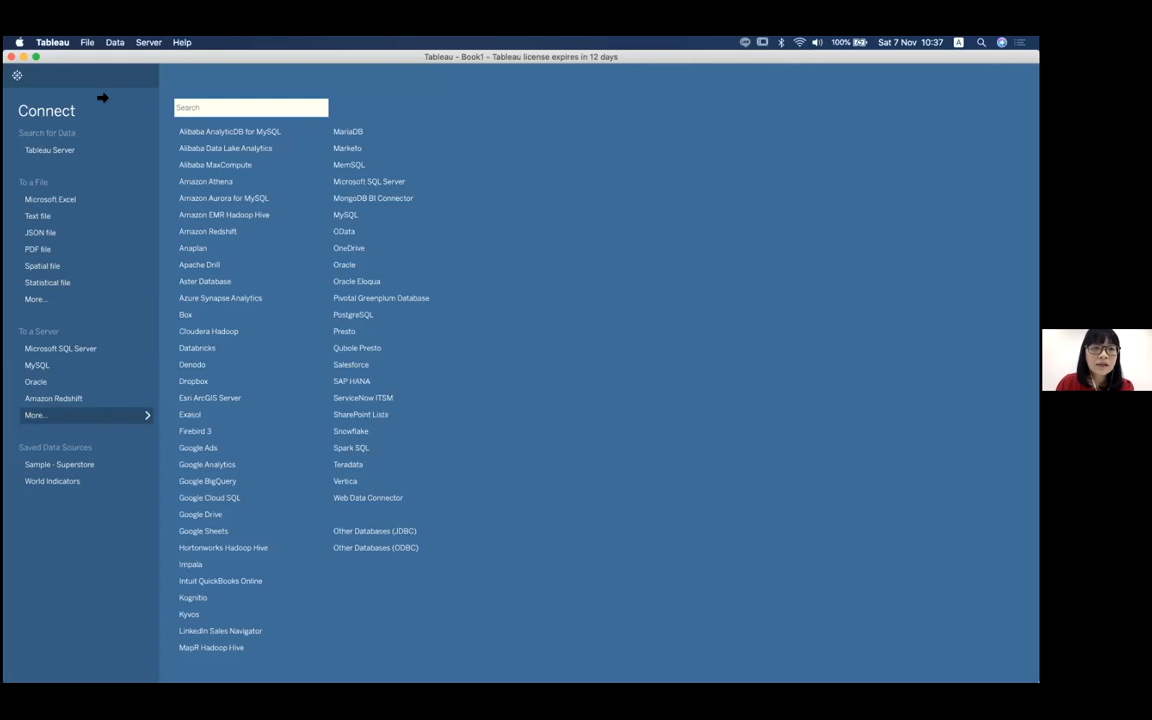 Tableau File Data Server Help 100% Sat 7 Nov 10:37 A
Tableau - Book1 - Tableau license expires in 12 days
Connect
Search for Data
Tableau Server
To a File
Microsoft Excel
Text file
JSON file
PDF file
Spatial file
Statistical file
More...
To a Server
Microsoft SQL Server
MySQL
Oracle
Amazon Redshift
More...
Saved Data Sources
Sample - Superstore
World Indicators
Search
Alibaba AnalyticDB for MySQL
Alibaba Data Lake Analytics
Alibaba MaxCompute
Amazon Athena
Amazon Aurora for MySQL
Amazon EMR Hadoop Hive
Amazon Redshift
Anaplan
Apache Drill
Aster Database
Azure Synapse Analytics
Box
Cloudera Hadoop
Databricks
Denodo
Dropbox
Esri ArcGIS Server
Exasol
Firebird 3
Google Ads
Google Analytics
Google BigQuery
Google Cloud SQL
Google Drive
Google Sheets
Hortonworks Hadoop Hive
Impala
Intuit QuickBooks Online
Kognitio
Kyvos
LinkedIn Sales Navigator
MapR Hadoop Hive
MariaDB
Marketo
MemSQL
Microsoft SQL Server
MongoDB BI Connector
MySQL
OData
OneDrive
Oracle
Oracle Eloqua
Pivotal Greenplum Database
PostgreSQL
Presto
Qubole Presto
Salesforce
SAP HANA
ServiceNow ITSM
SharePoint Lists
Snowflake
Spark SQL
Teradata
Vertica
Web Data Connector
Other Databases (JDBC)
Other Databases (ODBC)